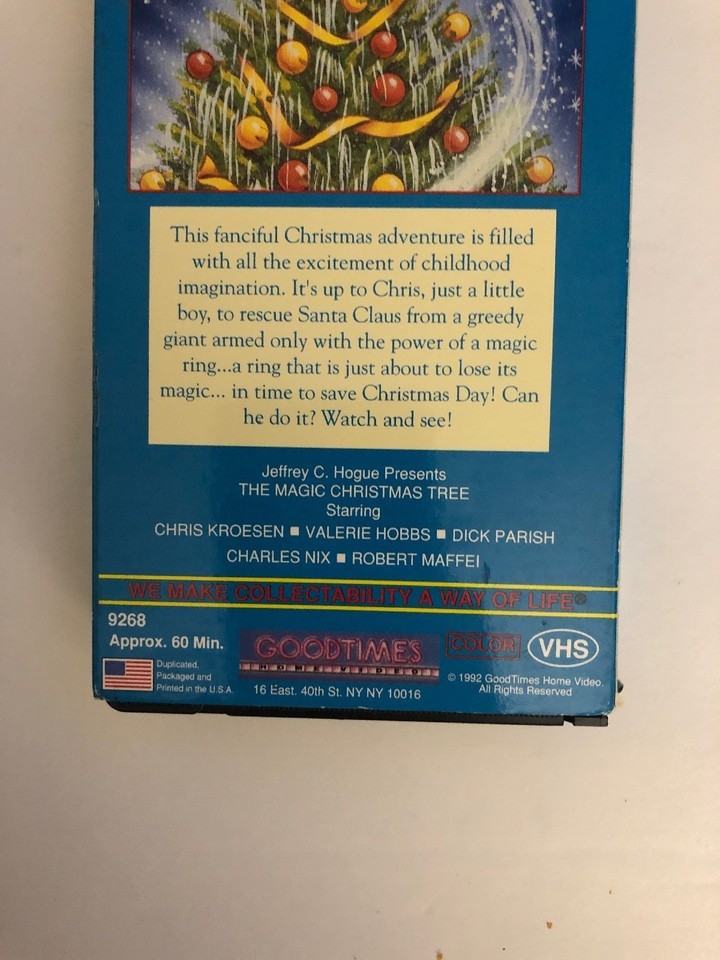 This fanciful Christmas adventure is filled
with all the excitement of childhood
imagination. It's up to Chris, just a little
boy, to rescue Santa Claus from a greedy
giant armed only with the power of a magic
ring...a ring that is just about to lose its
magic... in time to save Christmas Day! Can
he do it? Watch and see!
Jeffrey C. Hogue Presents
THE MAGIC CHRISTMAS TREE
Starring
CHRIS KROESEN ■ VALERIE HOBBS ■ DICK PARISH
CHARLES NIX ■ ROBERT MAFFEI
WE MAKE COLLECTABILITY A WAY OF LIFE®
9268
Approx. 60 Min.
Duplicated,
Packaged and
Printed in the U.S.A.
GOODTIMES
HOME VIDEO
16 East. 40th St. NY NY 10016
COLOR
VHS
© 1992 GoodTimes Home Video.
All Rights Reserved